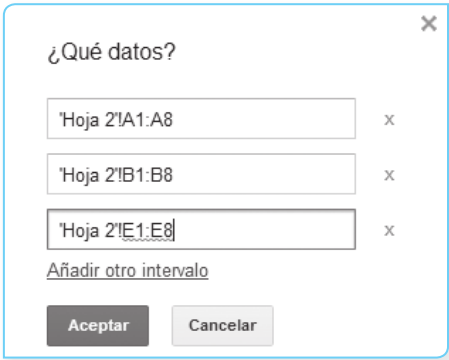 ¿Qué datos?
'Hoja 2'!A1:A8
x
'Hoja 2'!B1:B8
x
'Hoja 2'!E1:E8
x
Añadir otro intervalo
Aceptar
Cancelar